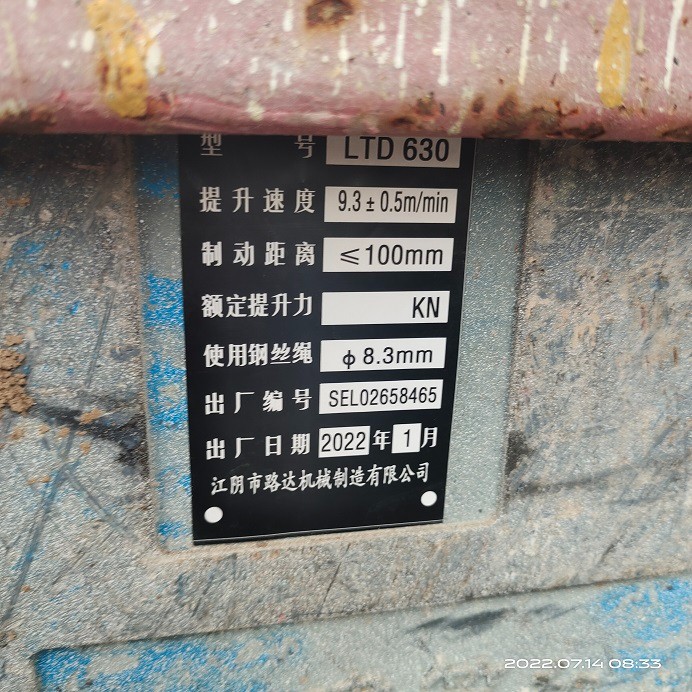 型 号 LTD 630
提升速度 9.3±0.5m/min
制动距离 ≤100mm
额定提升力 KN
使用钢丝绳 φ8.3mm
出厂编号 SEL02658465
出厂日期 2022年1月
江阴市路达机械制造有限公司
2022.07.14 08:33